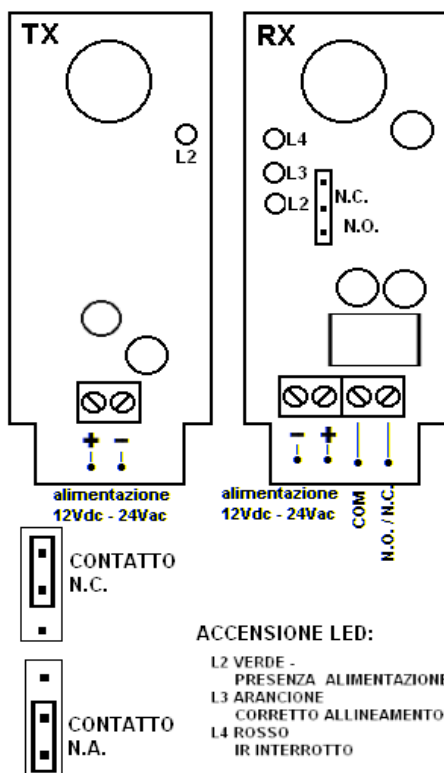 TX
L2
+ -
alimentazione
12Vdc - 24Vac
RX
L4
L3
L2
N.C.
N.O.
- +
alimentazione
12Vdc - 24Vac
COM
N.O. / N.C.
CONTATTO
N.C.
CONTATTO
N.A.
ACCENSIONE LED:
L2 VERDE -
PRESENZA ALIMENTAZIONE
L3 ARANCIONE
CORRETTO ALLINEAMENTO
L4 ROSSO
IR INTERROTTO